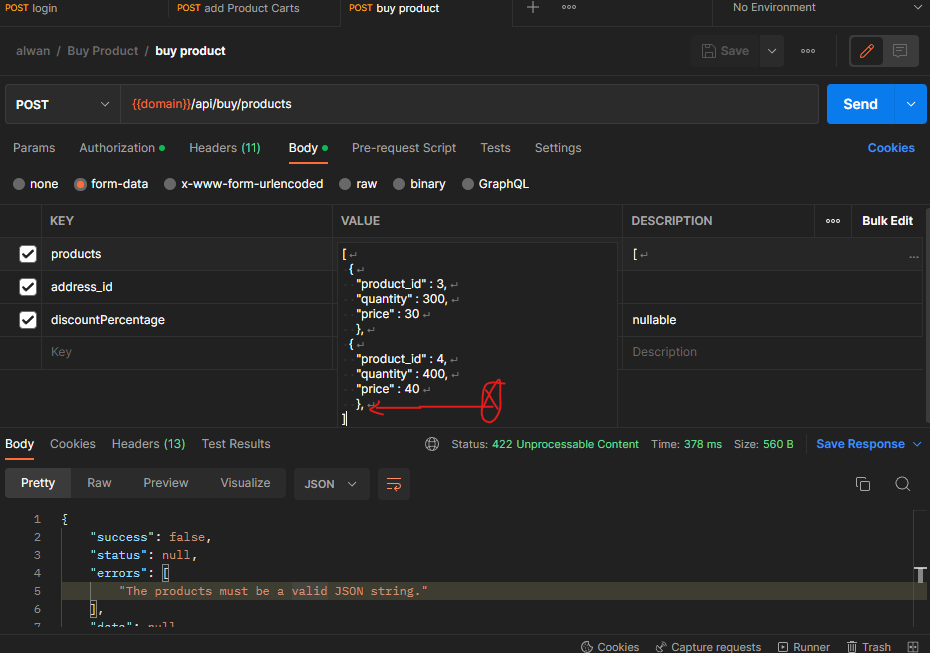 POST login POST add Product Carts POST buy product No Environment
alwan / Buy Product / buy product Save
POST {{domain}}/api/buy/products Send
Params Authorization Headers (11) Body Pre-request Script Tests Settings Cookies
none form-data x-www-form-urlencoded raw binary GraphQL
KEY VALUE DESCRIPTION Bulk Edit
products [ [ ...
{
address_id "product_id" : 3,
"quantity" : 300,
discountPercentage "price" : 30 nullable
},
Key { Description
"product_id" : 4,
"quantity" : 400,
"price" : 40
},
]
Body Cookies Headers (13) Test Results Status: 422 Unprocessable Content Time: 378 ms Size: 560 B Save Response
Pretty Raw Preview Visualize JSON
1 {
2 "success": false,
3 "status": null,
4 "errors": [
5 "The products must be a valid JSON string."
6 ],
7 "data": null
Cookies Capture requests Runner Trash